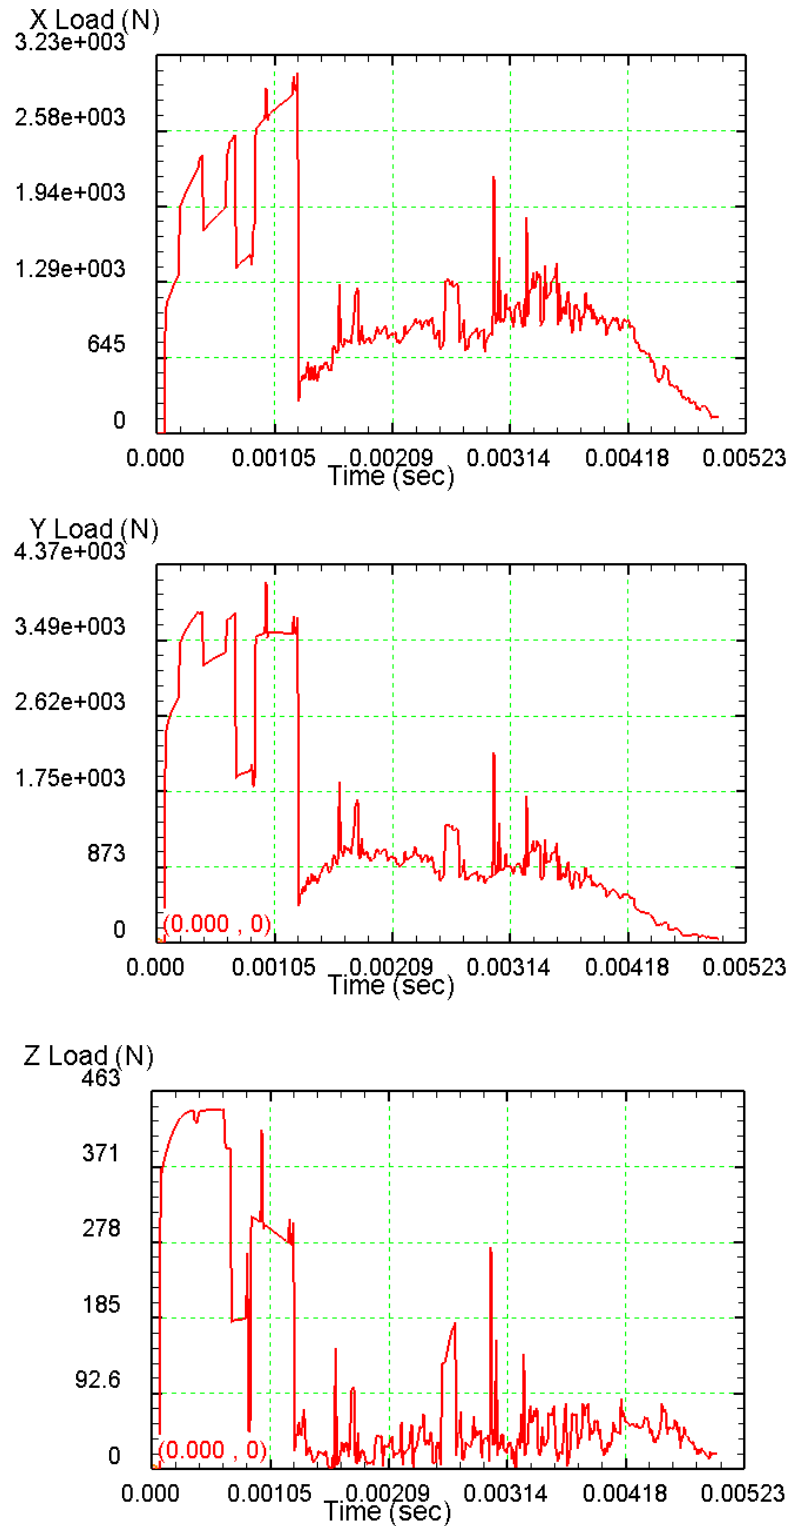 X Load (N)
3.23e+003
2.58e+003
1.94e+003
1.29e+003
645
0
0.000 0.00105 0.00209 0.00314 0.00418 0.00523
Time (sec)
Y Load (N)
4.37e+003
3.49e+003
2.62e+003
1.75e+003
873
(0.000 , 0)
0
0.000 0.00105 0.00209 0.00314 0.00418 0.00523
Time (sec)
Z Load (N)
463
371
278
185
92.6
(0.000 , 0)
0
0.000 0.00105 0.00209 0.00314 0.00418 0.00523
Time (sec)